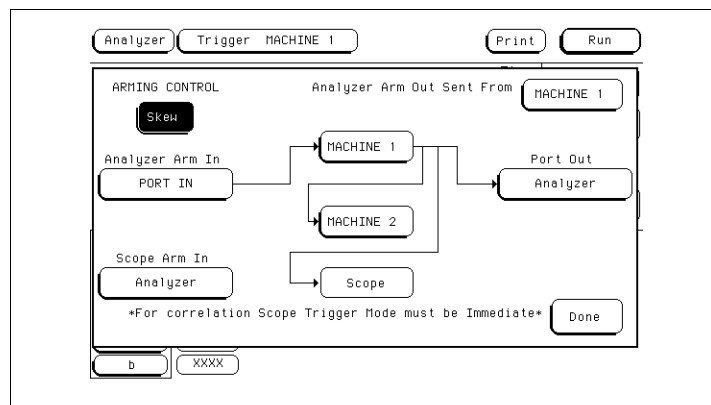 Analyzer Trigger MACHINE 1 Print Run
ARMING CONTROL Analyzer Arm Out Sent From MACHINE 1
Skew
MACHINE 1
Analyzer Arm In Port Out
PORT IN Analyzer
MACHINE 2
Scope Arm In
Analyzer Scope
*For correlation Scope Trigger Mode must be Immediate* Done
b XXXX